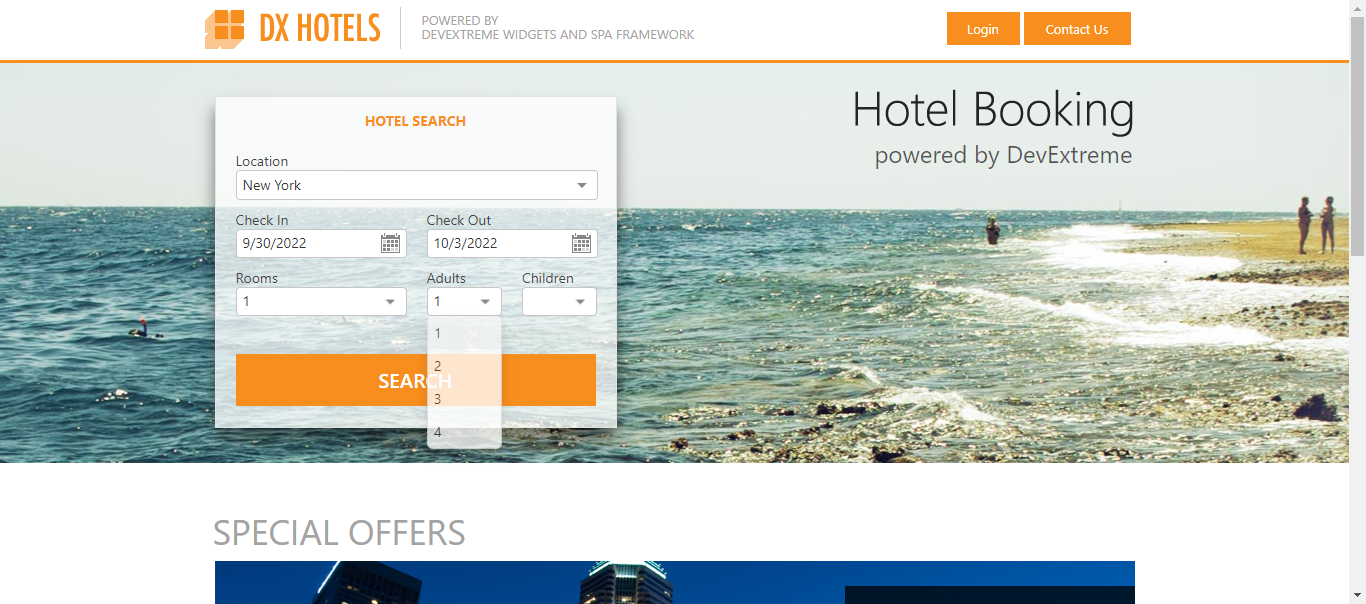 DX HOTELS
POWERED BY
DEVEXTREME WIDGETS AND SPA FRAMEWORK
Login
Contact Us
Hotel Booking
powered by DevExtreme
HOTEL SEARCH
Location
New York
Check In
Check Out
9/30/2022
10/3/2022
Rooms
Adults
Children
1
1
1
2
SEARCH
3
4
SPECIAL OFFERS